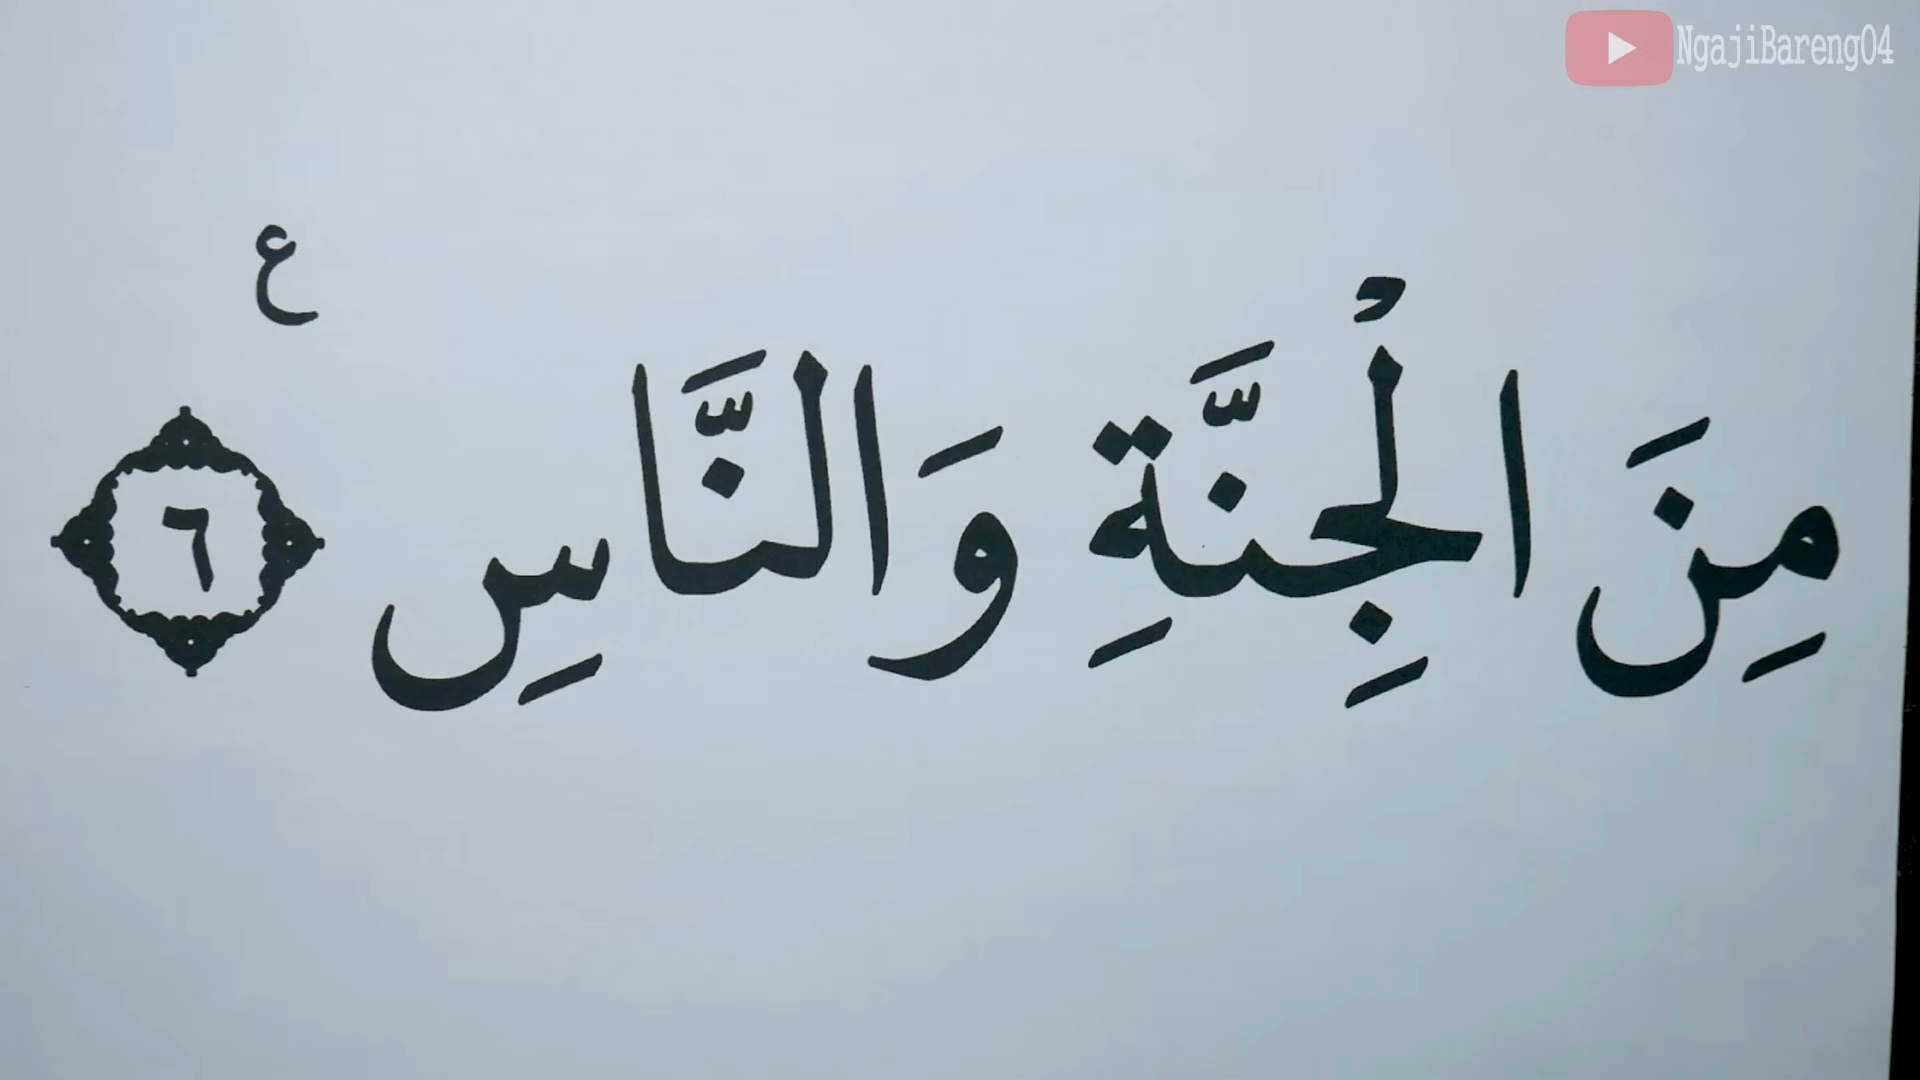 NgajiBareng04
ع
مِنَ الْجِنَّةِ وَالنَّاسِ ٦